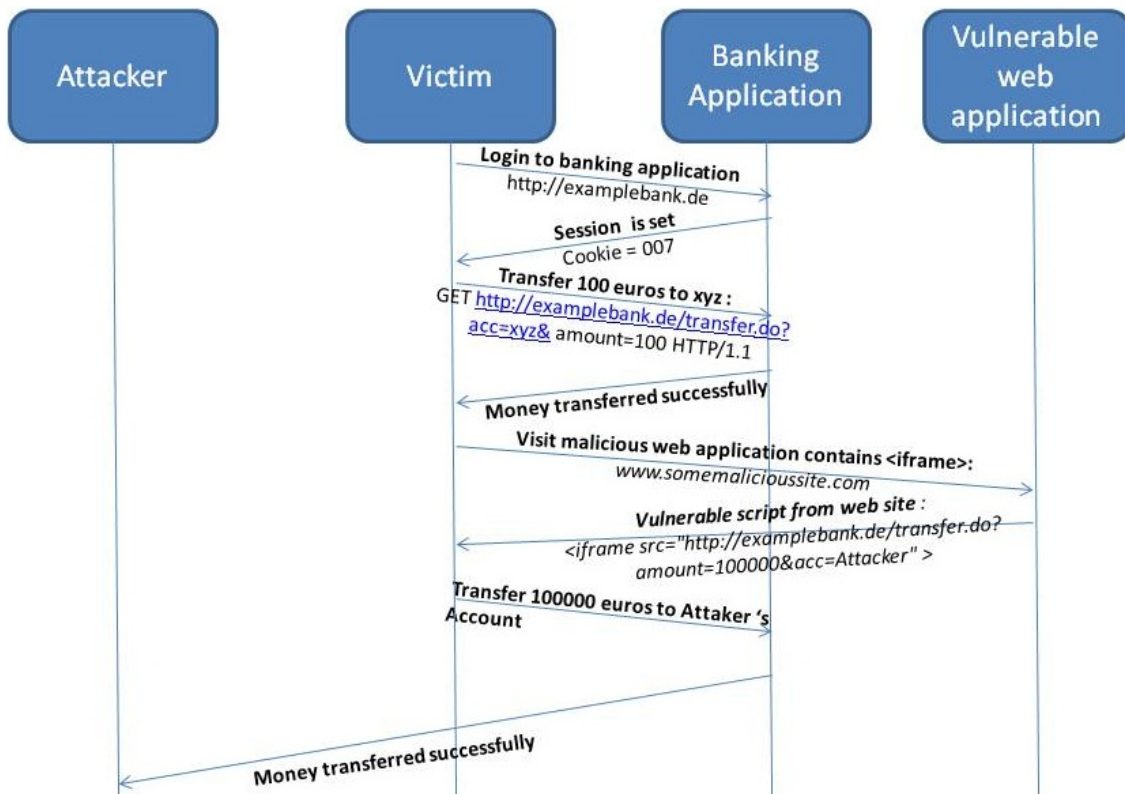 Attacker
Victim
Banking
Application
Vulnerable
web
application
Login to banking application
http://examplebank.de
Session is set
Cookie = 007
Transfer 100 euros to xyz :
GET http://examplebank.de/transfer.do?
acc=xyz& amount=100 HTTP/1.1
Money transferred successfully
Visit malicious web application contains <iframe>:
www.somemalicioussite.com
Vulnerable script from web site :
<iframe src="http://examplebank.de/transfer.do?
amount=100000&acc=Attacker" >
Transfer 100000 euros to Attaker ‘s
Account
Money transferred successfully